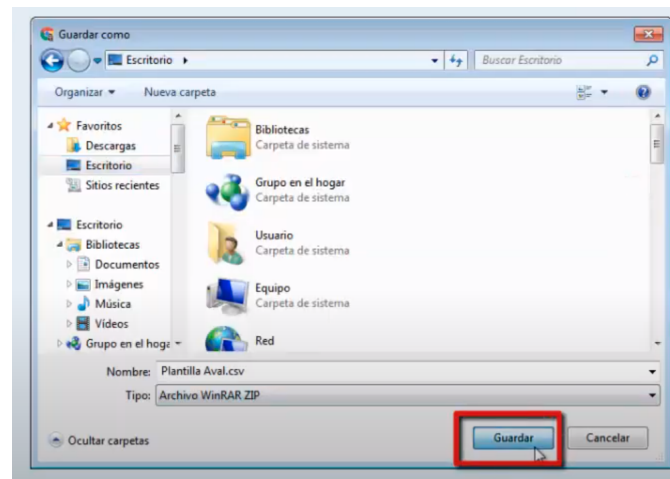 Guardar como
Escritorio
Buscar Escritorio
Organizar
Nueva carpeta
Favoritos
Descargas
Escritorio
Sitios recientes
Escritorio
Bibliotecas
Documentos
Imágenes
Música
Vídeos
Grupo en el hoga
Bibliotecas
Carpeta de sistema
Grupo en el hogar
Carpeta de sistema
Usuario
Carpeta de sistema
Equipo
Carpeta de sistema
Red
Nombre: Plantilla Aval.csv
Tipo: Archivo WinRAR ZIP
Ocultar carpetas
Guardar
Cancelar